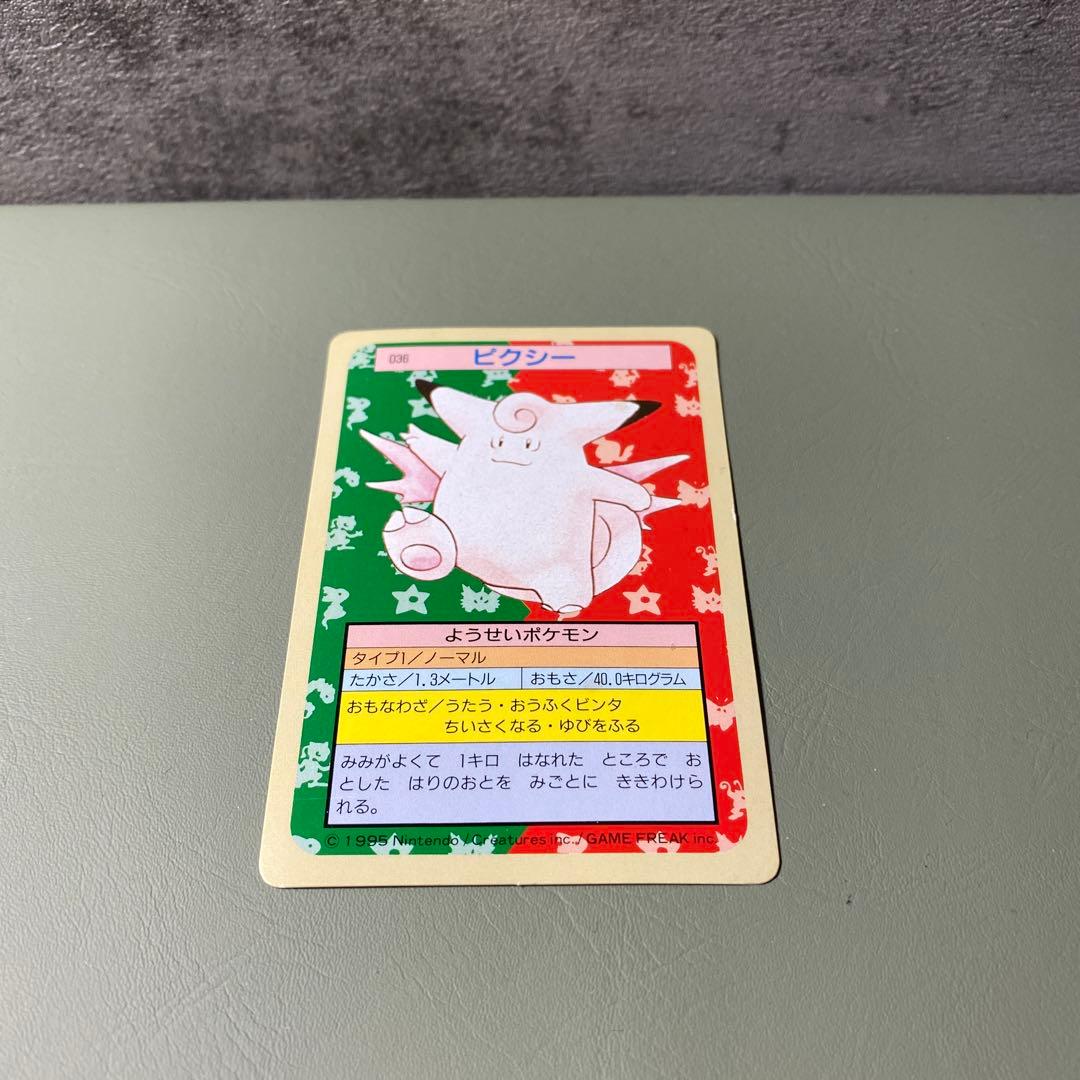 036 ピクシー
ようせいポケモン
タイプ1／ノーマル
たかさ／1.3メートル おもさ／40.0キログラム
おもなわざ／うたう・おうふくビンタ
ちいさくなる・ゆびをふる
みみがよくて 1キロ はなれた ところで お
とした はりのおとを みごとに ききわけら
れる。
© 1995 Nintendo / Creatures inc. / GAME FREAK inc.